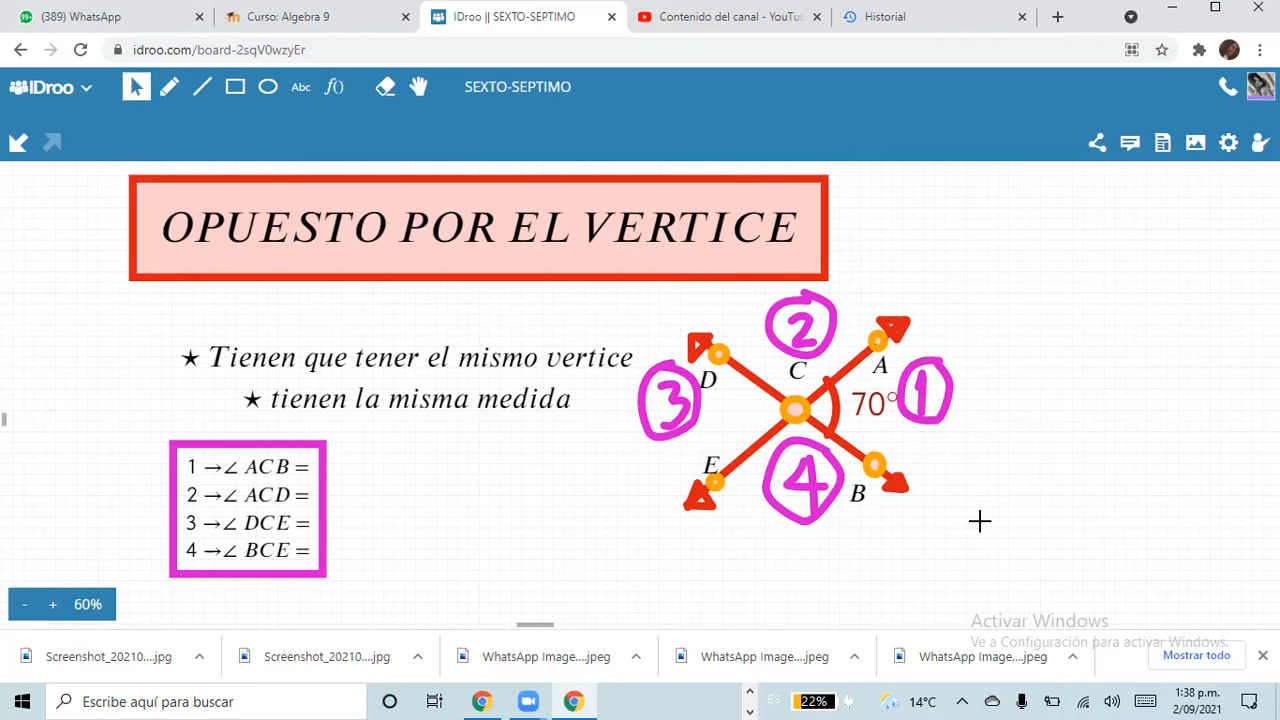 (389) WhatsApp
Curso: Algebra 9
IDroo || SEXTO-SEPTIMO
Contenido del canal - YouTu
Historial
idroo.com/board-2sqV0wzyEr
IDroo
Abc
f()
SEXTO-SEPTIMO
OPUESTO POR EL VERTICE
★ Tienen que tener el mismo vertice
★ tienen la misma medida
1 →∠ ACB =
2 →∠ ACD =
3 →∠ DCE =
4 →∠ BCE =
2
C
A
D
3
70°
1
E
4
B
- + 60%
Activar Windows
Ve a Configuración para activar Windows.
Screenshot_20210....jpg
Screenshot_20210....jpg
WhatsApp Image....jpeg
WhatsApp Image....jpeg
WhatsApp Image....jpeg
Mostrar todo
Escribe aquí para buscar
ES
22%
14°C
1:38 p.m.
2/09/2021